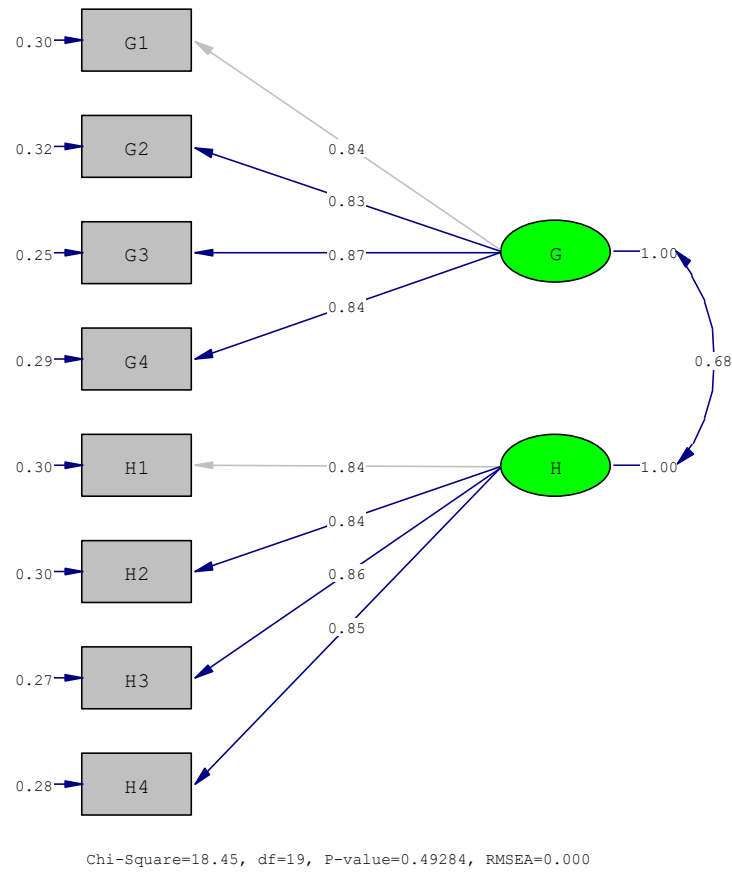 0.30 G1
0.84
0.32 G2
0.83
0.25 G3 0.87 G 1.00
0.84
0.29 G4 0.68
0.30 H1 0.84 H 1.00
0.84
0.30 H2 0.86
0.85
0.27 H3
0.28 H4
Chi-Square=18.45, df=19, P-value=0.49284, RMSEA=0.000